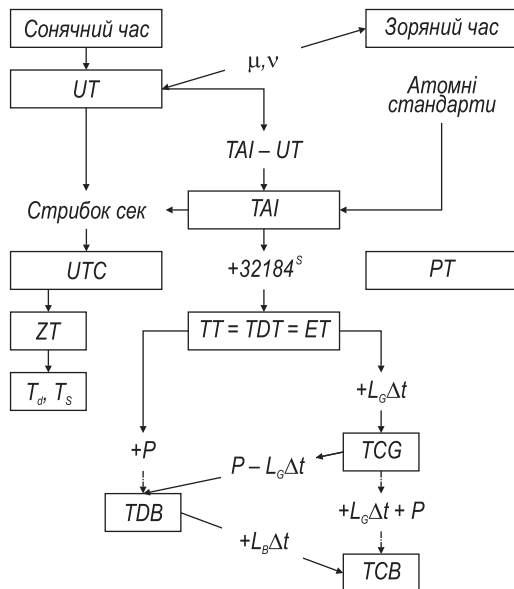 Сонячний час
Зоряний час
μ,ν
UT
Атомні
стандарти
TAI – UT
Стрибок сек
TAI
UTC
+32184ˢ
PT
ZT
TT = TDT = ET
T_d, T_S
+L_GΔt
+P
TCG
P – L_GΔt
TDB
+L_GΔt + P
+L_BΔt
TCB